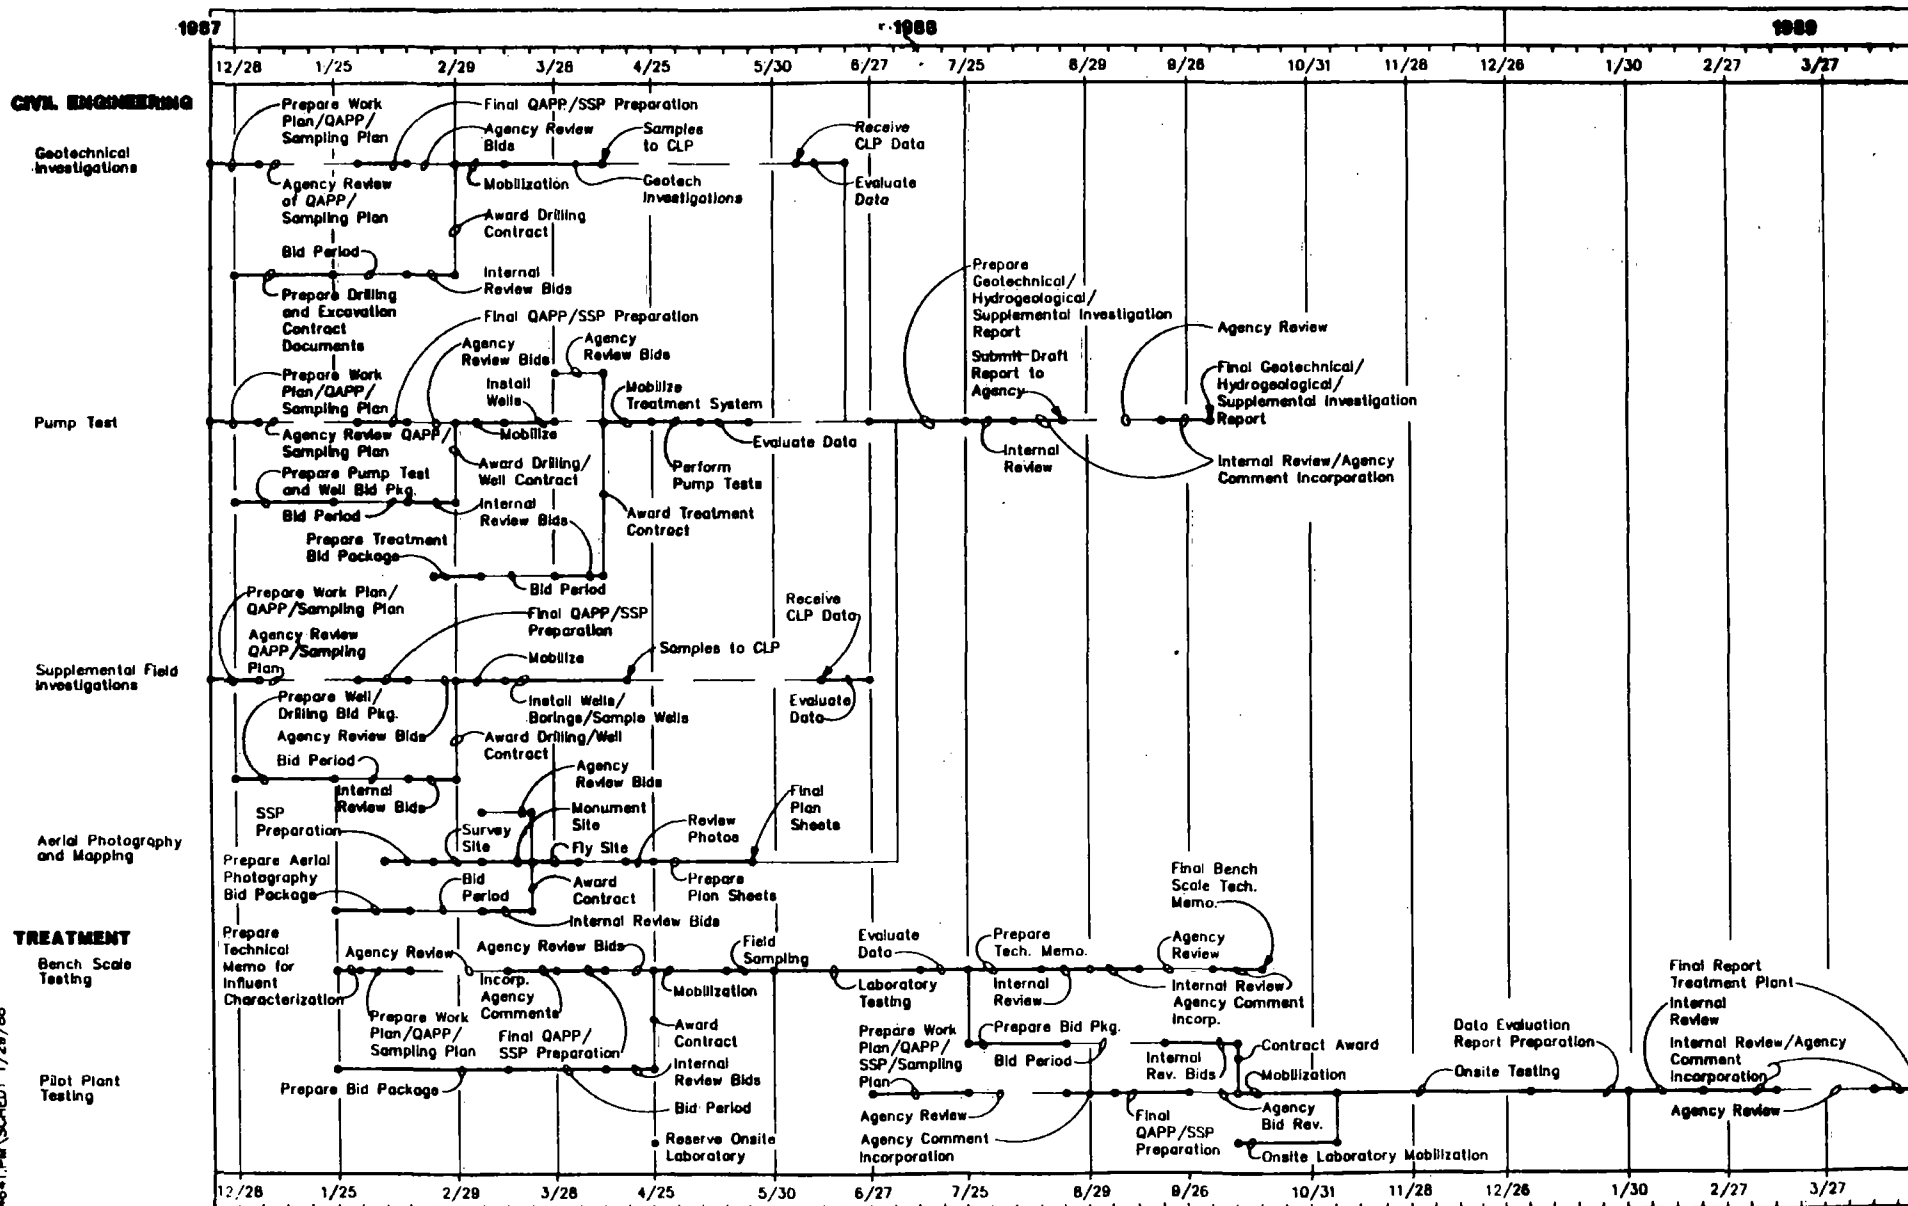 1987
1988
1989
12/28 1/25 2/29 3/28 4/25 5/30 6/27 7/25 8/29 9/26 10/31 11/28 12/26 1/30 2/27 3/27
CIVIL ENGINEERING
Geotechnical
Investigations
Prepare Work
Plan/QAPP/
Sampling Plan
Final QAPP/SSP Preparation
Agency Review
Bids
Samples
to CLP
Receive
CLP Data
Agency Review
of QAPP/
Sampling Plan
Mobilization
Geotech
Investigations
Evaluate
Data
Award Drilling
Contract
Bid Period
Internal
Review Bids
Prepare Drilling
and Excavation
Contract
Documents
Pump Test
Final QAPP/SSP Preparation
Agency
Review Bids
Agency
Review Bids
Prepare Work
Plan/QAPP/
Sampling Plan
Install
Wells
Mobilize
Treatment System
Agency Review QAPP/
Sampling Plan
Mobilize
Evaluate Data
Perform
Pump Tests
Prepare
Geotechnical/
Hydrogeological/
Supplemental Investigation
Report
Submit Draft
Report to
Agency
Internal
Review
Agency Review
Final Geotechnical/
Hydrogeological/
Supplemental Investigation
Report
Internal Review/Agency
Comment Incorporation
Prepare Pump Test
and Well Bid Pkg.
Award Drilling/
Well Contract
Bid Period
Internal
Review Bids
Award Treatment
Contract
Prepare Treatment
Bid Package
Bid Period
Supplemental Field
Investigations
Prepare Work Plan/
QAPP/Sampling Plan
Agency Review
QAPP/Sampling
Plan
Final QAPP/SSP
Preparation
Mobilize
Samples to CLP
Receive
CLP Data
Prepare Well/
Drilling Bid Pkg.
Agency Review Bids
Install Wells/
Borings/Sample Wells
Evaluate
Data
Award Drilling/Well
Contract
Bid Period
Internal
Review Bids
Aerial Photography
and Mapping
SSP
Preparation
Agency
Review Bids
Survey
Site
Monument
Site
Fly Site
Review
Photos
Final
Plan
Sheets
Prepare Aerial
Photography
Bid Package
Bid
Period
Award
Contract
Prepare
Plan Sheets
Internal Review Bids
TREATMENT
Bench Scale
Testing
Prepare
Technical
Memo for
Influent
Characterization
Agency Review
Agency Review Bids
Field
Sampling
Evaluate
Data
Prepare
Tech. Memo.
Agency
Review
Final Bench
Scale Tech.
Memo.
Prepare Work
Plan/QAPP/
Sampling Plan
Incorp.
Agency
Comments
Final QAPP/
SSP Preparation
Mobilization
Laboratory
Testing
Internal
Review
Internal Review
Agency Comment
Incorp.
Award
Contract
Internal
Review Bids
Prepare Bid Package
Bid Period
Pilot Plant
Testing
Reserve Onsite
Laboratory
Prepare Work
Plan/QAPP/
SSP/Sampling
Plan
Prepare Bid Pkg.
Bid Period
Internal
Rev. Bids
Contract Award
Mobilization
Agency Review
Agency Comment
Incorporation
Final
QAPP/SSP
Preparation
Agency
Bid Rev.
Onsite Laboratory Mobilization
Onsite Testing
Data Evaluation
Report Preparation
Final Report
Treatment Plant
Internal
Review
Internal Review/Agency
Comment
Incorporation
Agency Review
12/28 1/25 2/29 3/28 4/25 5/30 6/27 7/25 8/29 9/26 10/31 11/28 12/26 1/30 2/27 3/27